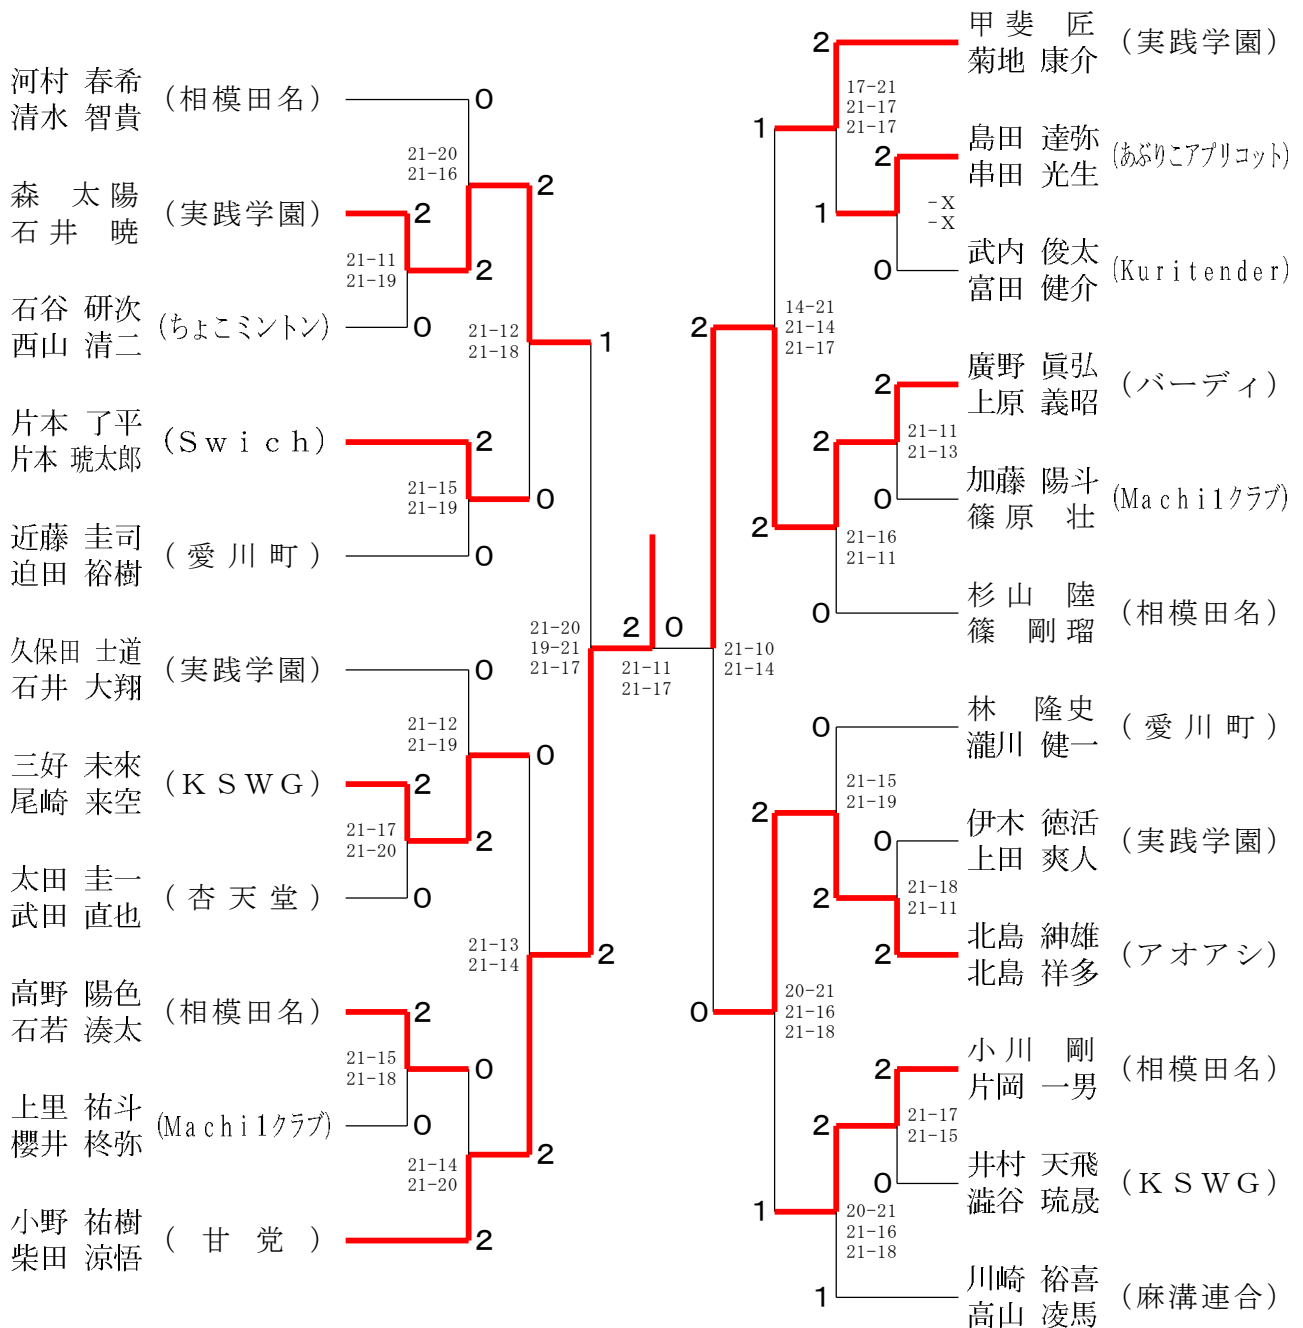 河村 春希
清水 智貴
(相模田名)
0
21-20
21-16
2
森 太陽
石井 暁
(実践学園)
2
21-11
21-19
2
石谷 研次
西山 清二
(ちょこミントン)
0
21-12
21-18
1
片本 了平
片本 琥太郎
(Swich)
2
21-15
21-19
0
近藤 圭司
迫田 裕樹
(愛川町)
0
21-20
19-21
21-17
2
0
21-11
21-17
久保田 士道
石井 大翔
(実践学園)
0
21-12
21-19
0
三好 未來
尾崎 来空
(KSWG)
2
21-17
21-20
2
太田 圭一
武田 直也
(杏天堂)
0
21-13
21-14
2
高野 陽色
石若 湊太
(相模田名)
2
21-15
21-18
0
上里 祐斗
櫻井 柊弥
(Machi1クラブ)
0
21-14
21-20
2
小野 祐樹
柴田 涼悟
(甘党)
2
2
甲斐 匠
菊地 康介
(実践学園)
17-21
21-17
21-17
1
2
島田 達弥
串田 光生
(あぶりこアプリコット)
1
-X
-X
0
武内 俊太
富田 健介
(Kuritender)
2
14-21
21-14
21-17
2
廣野 眞弘
上原 義昭
(バーディ)
2
21-11
21-13
0
加藤 陽斗
篠原 壮
(Machi1クラブ)
2
21-16
21-11
0
杉山 陸
篠 剛瑠
(相模田名)
21-10
21-14
0
林 隆史
瀧川 健一
(愛川町)
2
21-15
21-19
0
伊木 徳活
上田 爽人
(実践学園)
2
21-18
21-11
2
北島 紳雄
北島 祥多
(アオアシ)
0
20-21
21-16
21-18
2
小川 剛
片岡 一男
(相模田名)
2
21-17
21-15
0
井村 天飛
澁谷 琉晟
(KSWG)
1
20-21
21-16
21-18
1
川崎 裕喜
高山 凌馬
(麻溝連合)